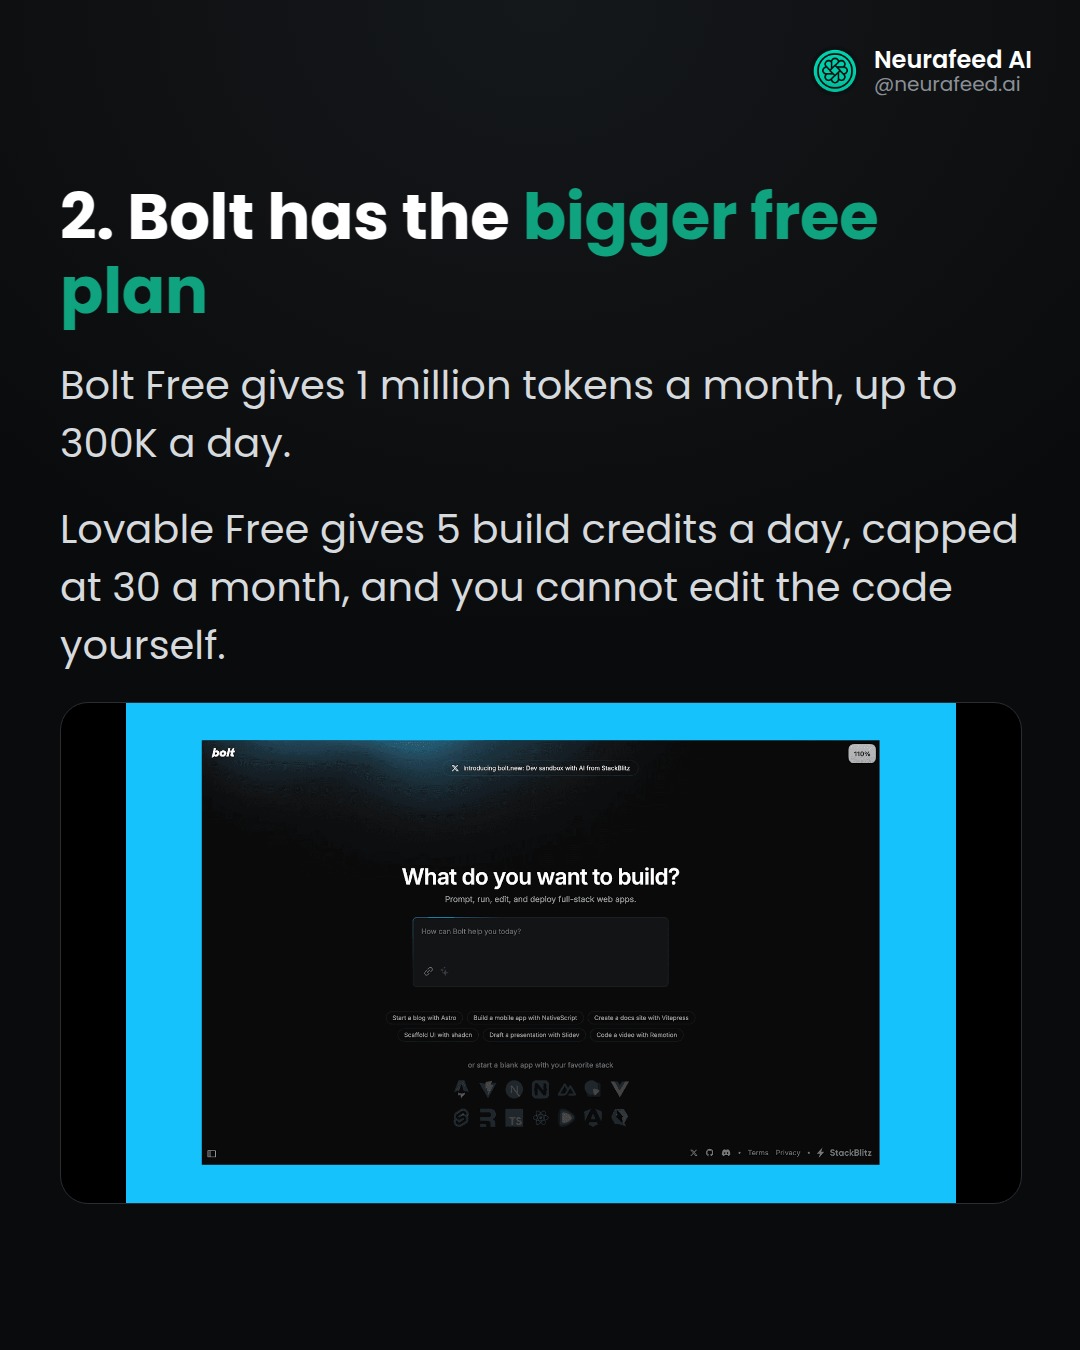 Neurafeed AI
@neurafeed.ai
2. Bolt has the bigger free
plan
Bolt Free gives 1 million tokens a month, up to
300K a day.
Lovable Free gives 5 build credits a day, capped
at 30 a month, and you cannot edit the code
yourself.
bolt
110%
Introducing bolt.new: Dev sandbox with AI from StackBlitz
What do you want to build?
Prompt, run, edit, and deploy full-stack web apps.
How can Bolt help you today?
Start a blog with Astro
Build a mobile app with NativeScript
Create a docs site with Vitepress
Scaffold UI with shadcn
Draft a presentation with Slidev
Code a video with Remotion
or start a blank app with your favorite stack
TS
Terms
Privacy
StackBlitz